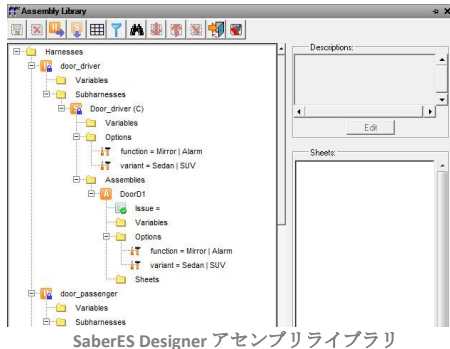 Assembly Library
Harnesses
door_driver
Variables
Subharnesses
Door_driver (C)
Variables
Options
function = Mirror | Alarm
variant = Sedan | SUV
Assemblies
DoorD1
Issue =
Variables
Options
function = Mirror | Alarm
variant = Sedan | SUV
Sheets
door_passenger
Variables
Subharnesses
Descriptions:
Edit
Sheets:
SaberES Designer アセンブリライブラリ